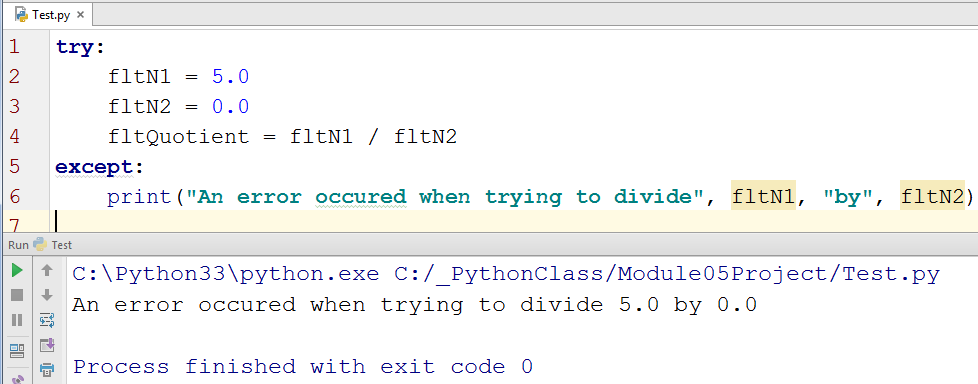 Test.py ×
1 try:
2     fltN1 = 5.0
3     fltN2 = 0.0
4     fltQuotient = fltN1 / fltN2
5 except:
6     print("An error occured when trying to divide", fltN1, "by", fltN2)
7
Run Test
C:\Python33\python.exe C:/_PythonClass/Module05Project/Test.py
An error occured when trying to divide 5.0 by 0.0
Process finished with exit code 0